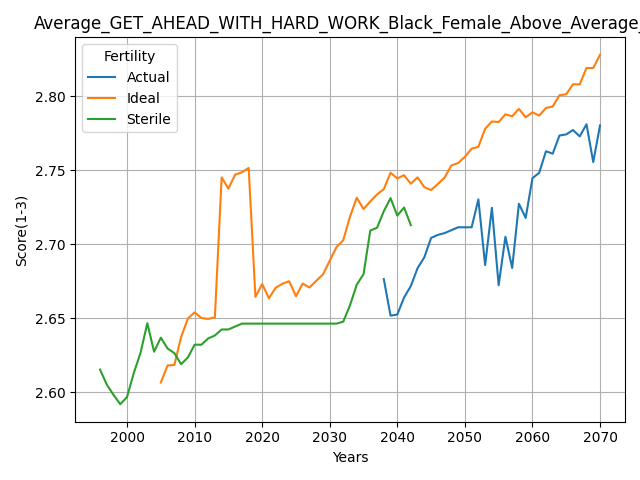 Average_GET_AHEAD_WITH_HARD_WORK_Black_Female_Above_Average_
Fertility
Actual
Ideal
Sterile
Score(1-3)
2.80
2.75
2.70
2.65
2.60
2000 2010 2020 2030 2040 2050 2060 2070
Years